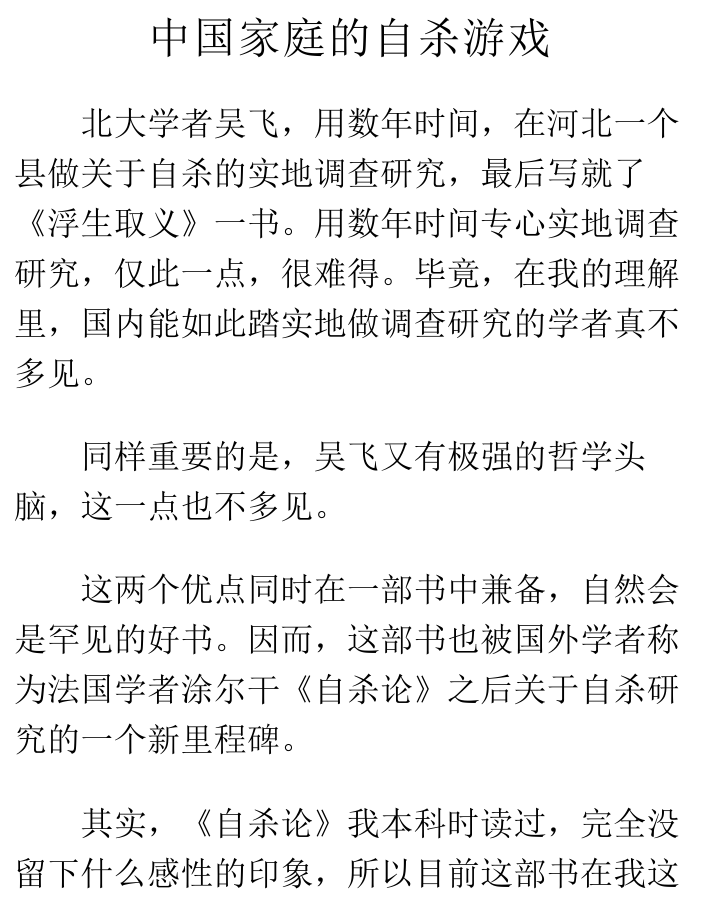 中国家庭的自杀游戏
北大学者吴飞，用数年时间，在河北一个
县做关于自杀的实地调查研究，最后写就了
《浮生取义》一书。用数年时间专心实地调查
研究，仅此一点，很难得。毕竟，在我的理解
里，国内能如此踏实地做调查研究的学者真不
多见。
同样重要的是，吴飞又有极强的哲学头
脑，这一点也不多见。
这两个优点同时在一部书中兼备，自然会
是罕见的好书。因而，这部书也被国外学者称
为法国学者涂尔干《自杀论》之后关于自杀研
究的一个新里程碑。
其实，《自杀论》我本科时读过，完全没
留下什么感性的印象，所以目前这部书在我这